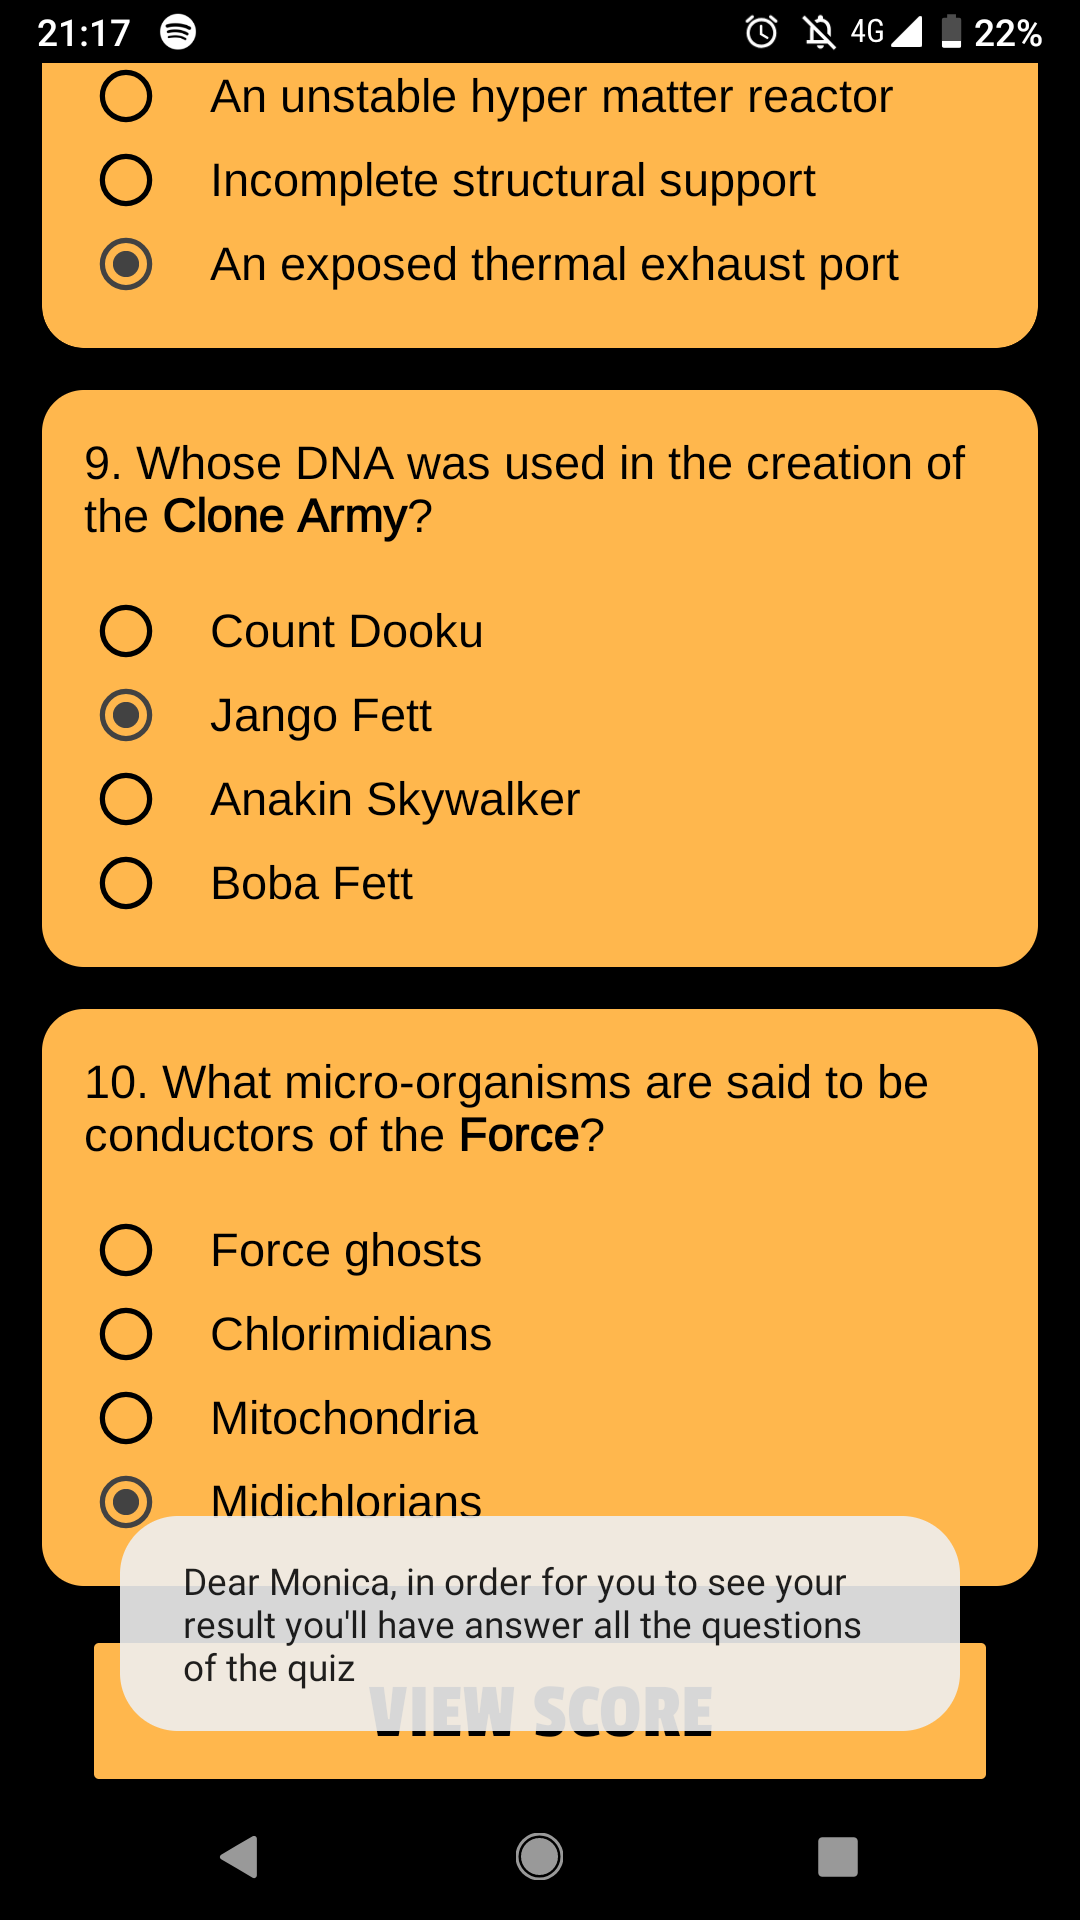 21:17 4G 22%
An unstable hyper matter reactor
Incomplete structural support
An exposed thermal exhaust port
9. Whose DNA was used in the creation of
the Clone Army?
Count Dooku
Jango Fett
Anakin Skywalker
Boba Fett
10. What micro-organisms are said to be
conductors of the Force?
Force ghosts
Chlorimidians
Mitochondria
Midichlorians
Dear Monica, in order for you to see your
result you'll have answer all the questions
of the quiz
VIEW SCORE